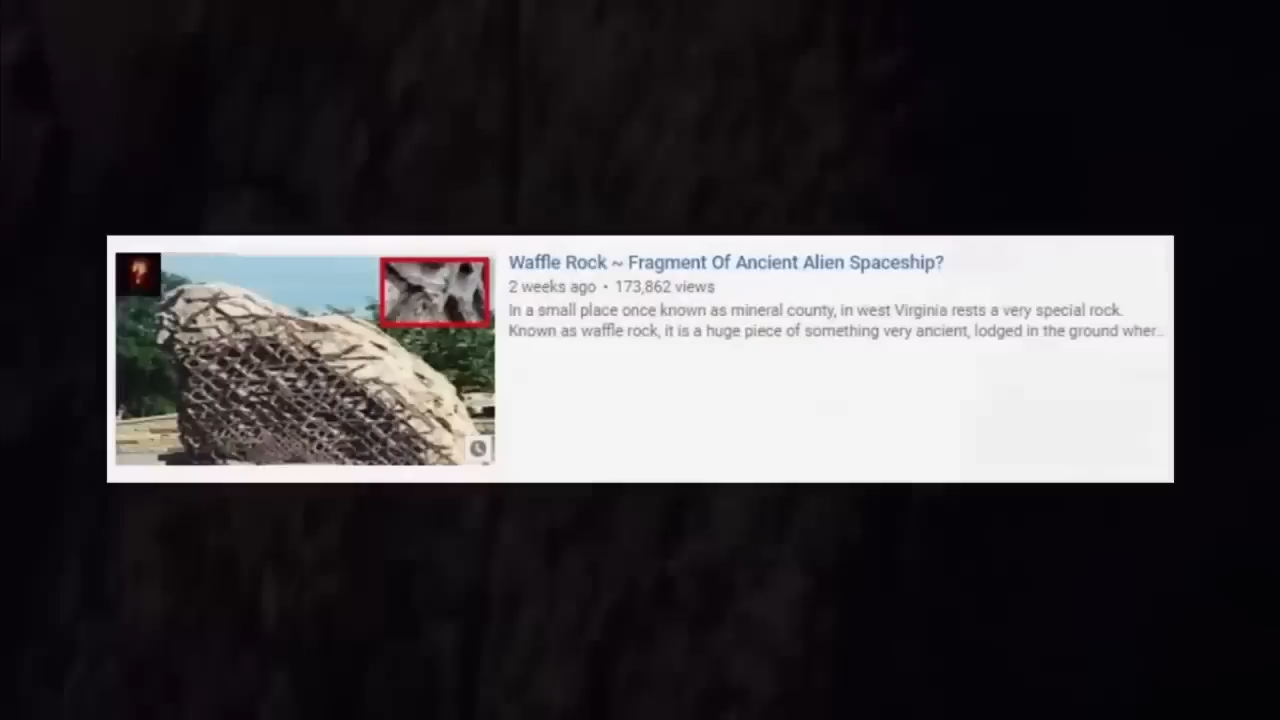 Waffle Rock ~ Fragment Of Ancient Alien Spaceship?
2 weeks ago • 173,862 views
In a small place once known as mineral county, in west Virginia rests a very special rock.
Known as waffle rock, it is a huge piece of something very ancient, lodged in the ground wher...